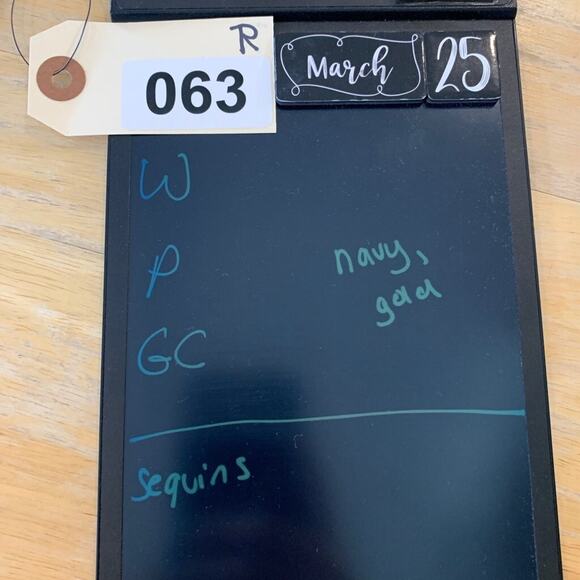 R
063
March 25
W
P
navy,
gold
GC
sequins